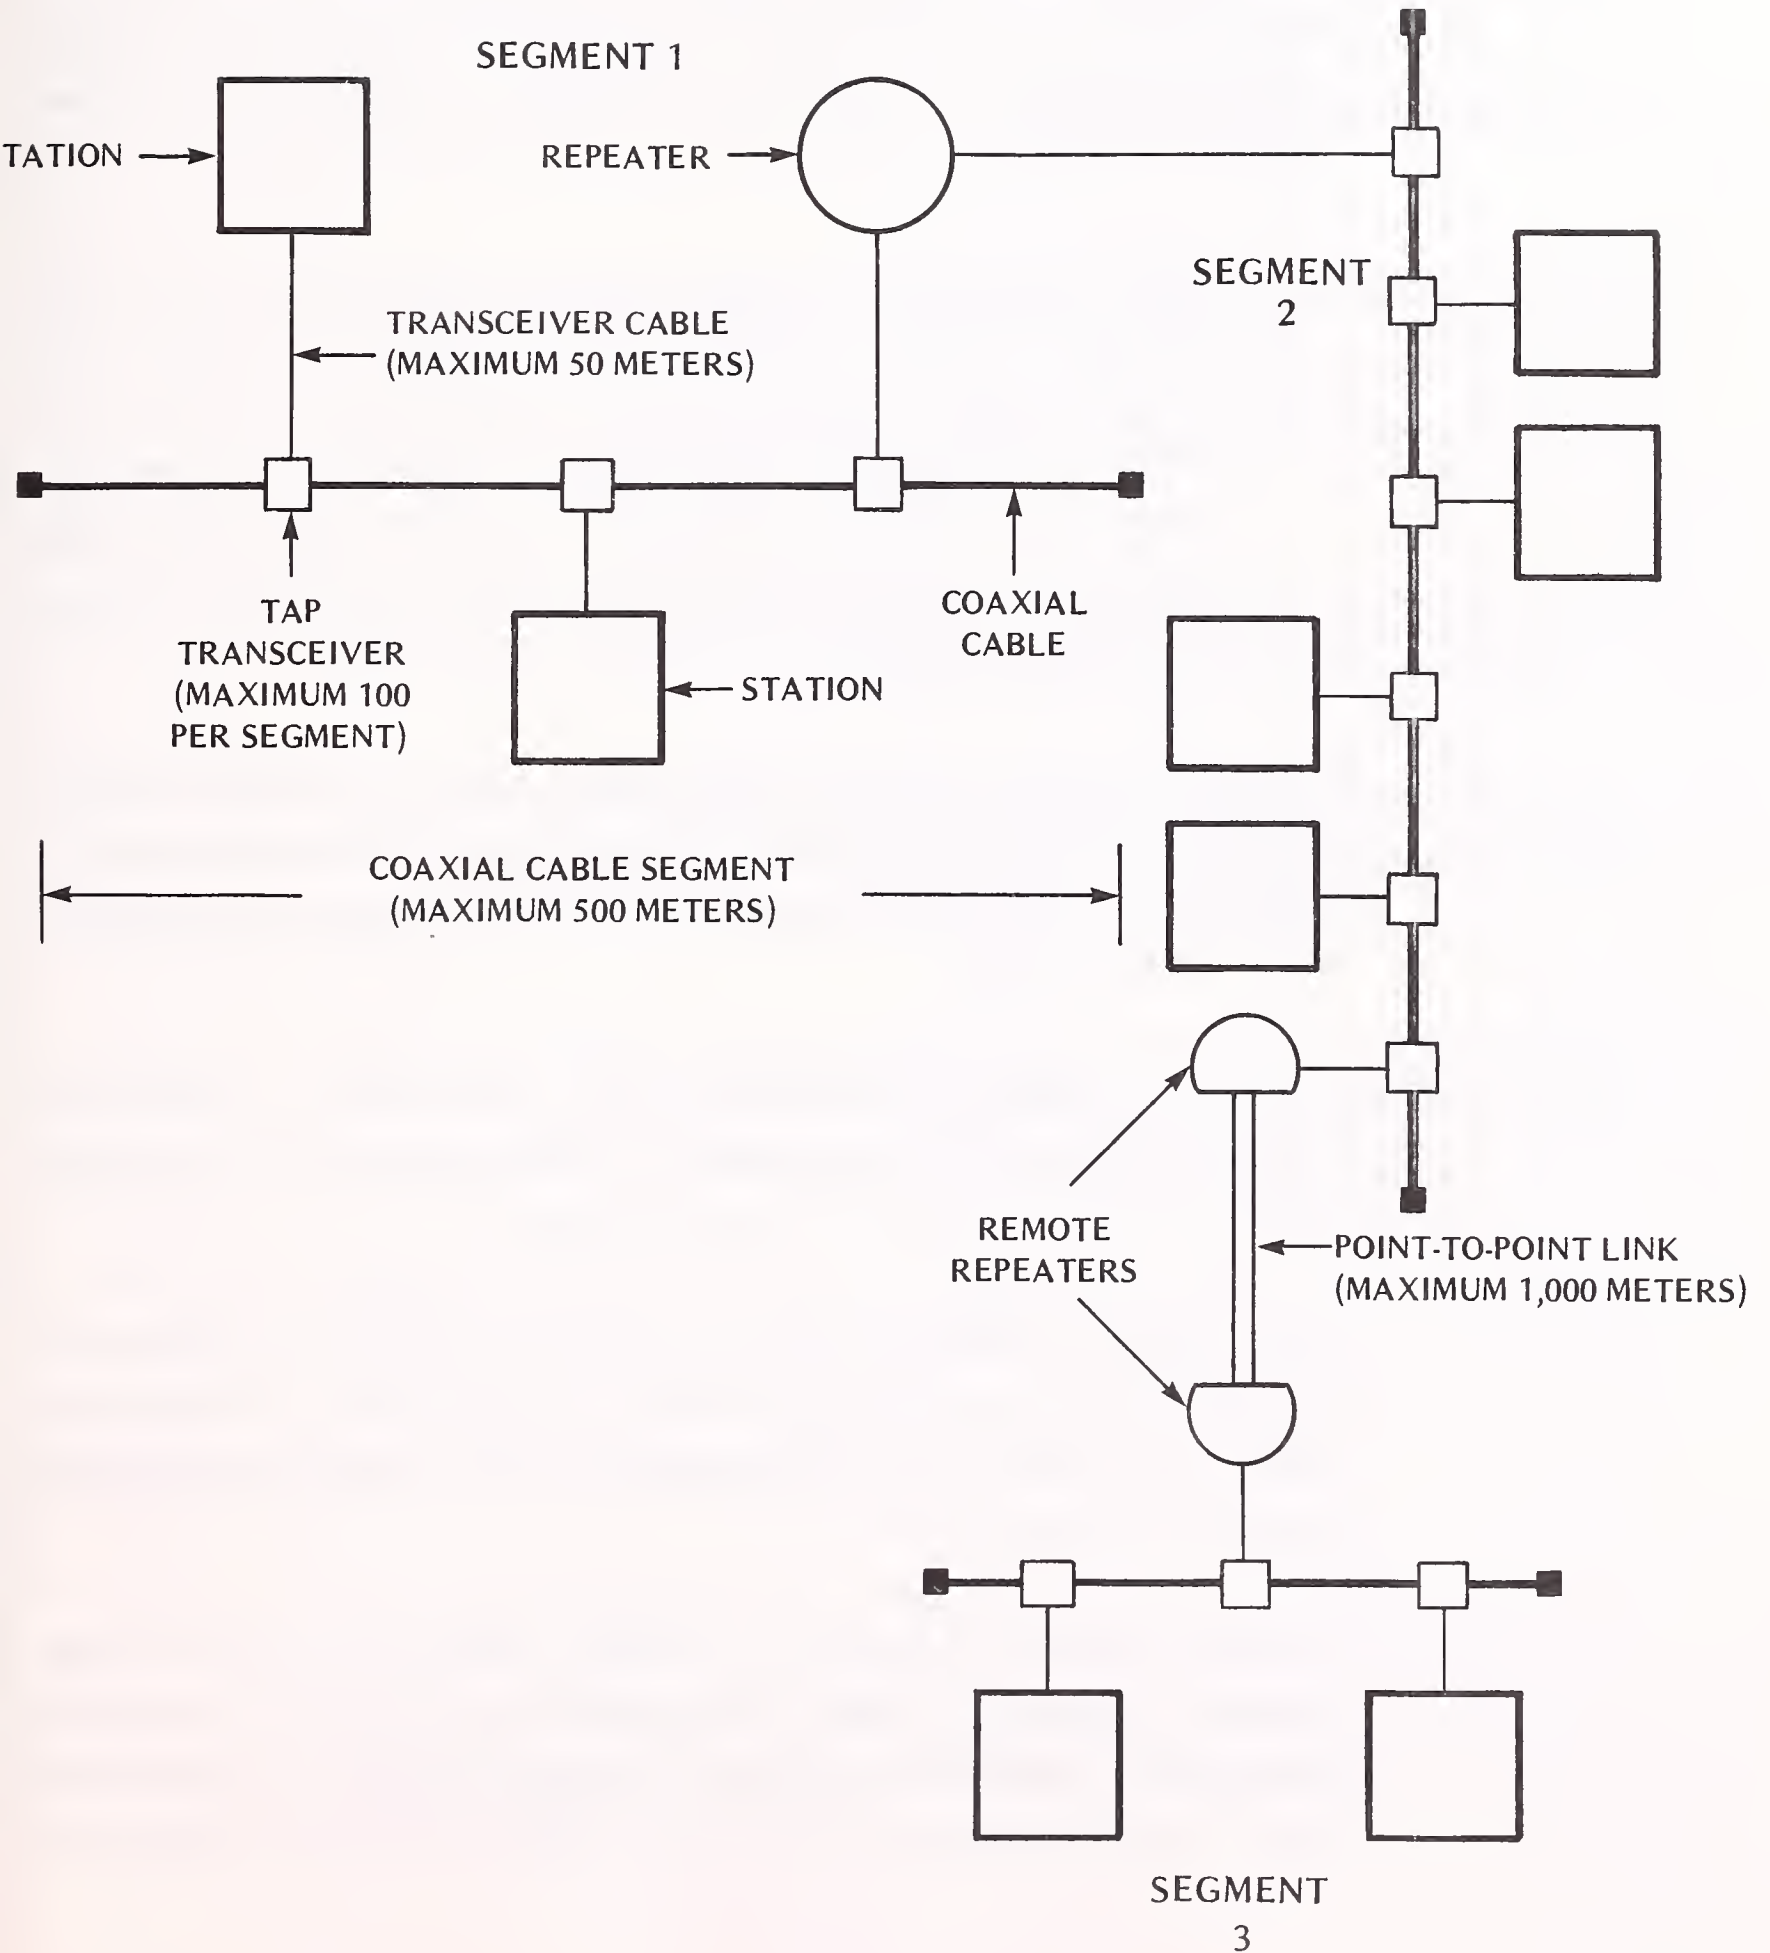 SEGMENT 1
TATION
REPEATER
SEGMENT
2
TRANSCEIVER CABLE
(MAXIMUM 50 METERS)
TAP
TRANSCEIVER
(MAXIMUM 100
PER SEGMENT)
COAXIAL
CABLE
STATION
COAXIAL CABLE SEGMENT
(MAXIMUM 500 METERS)
REMOTE
REPEATERS
POINT-TO-POINT LINK
(MAXIMUM 1,000 METERS)
SEGMENT
3